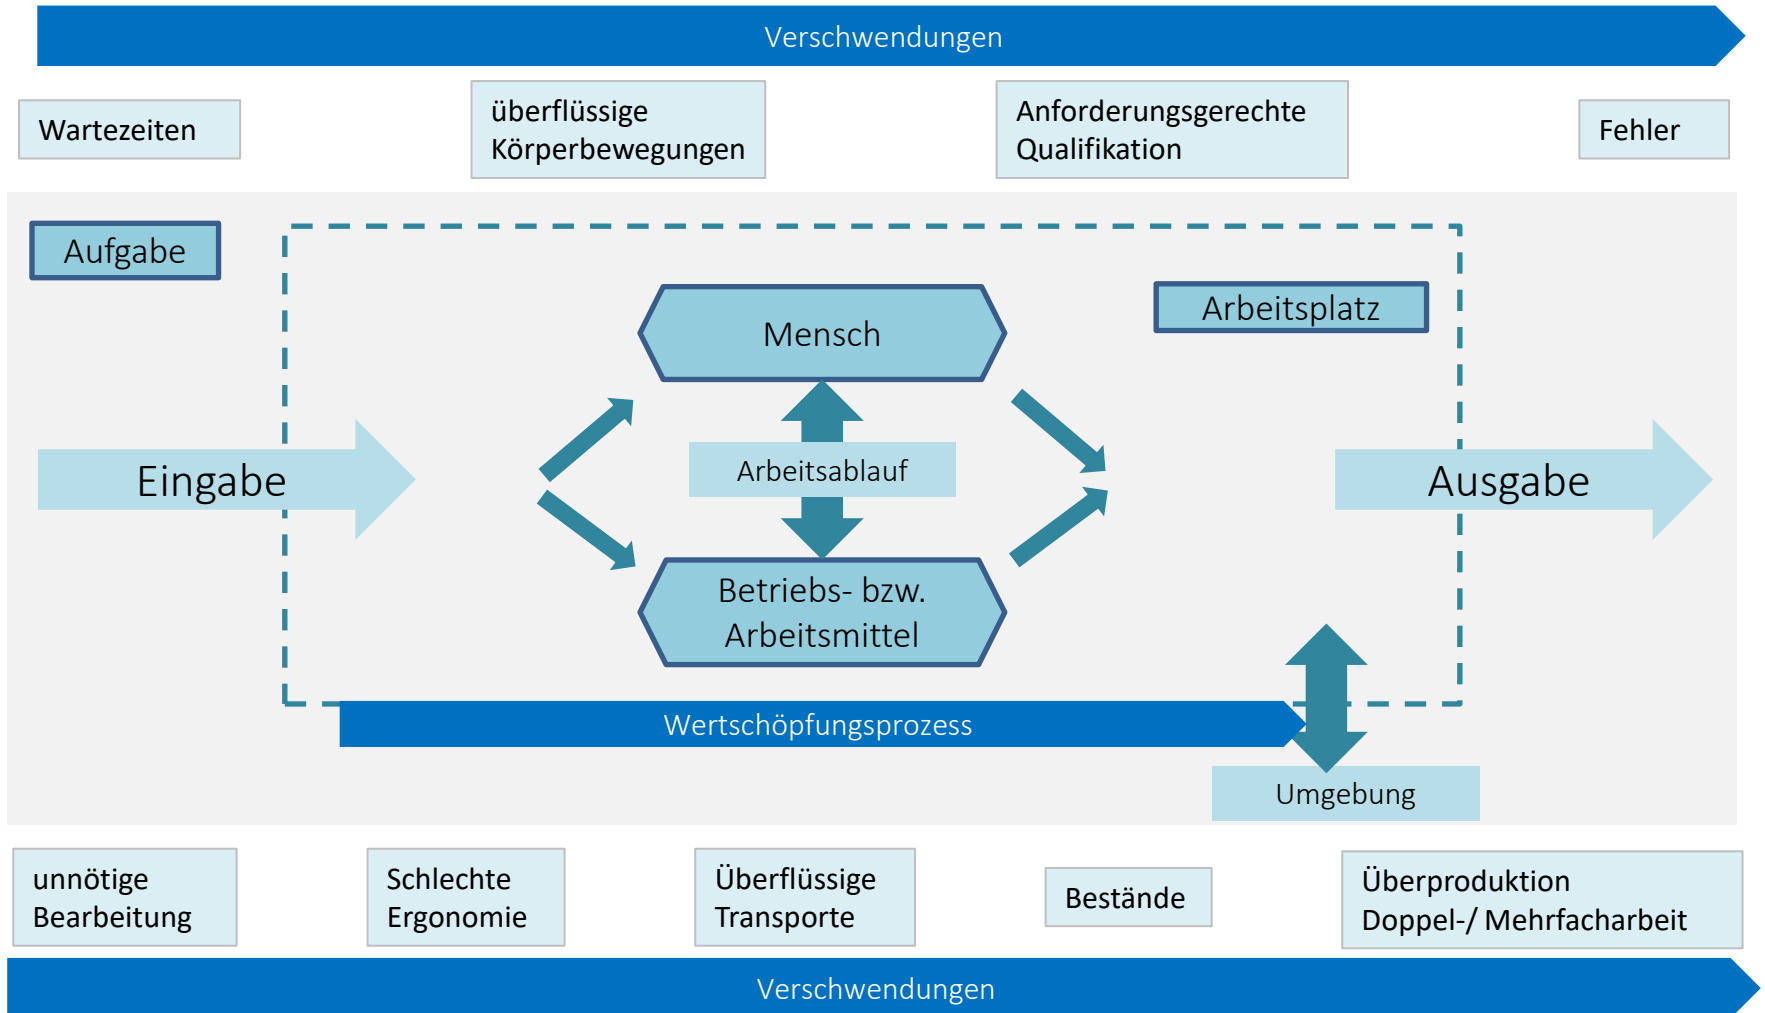 Verschwendungen
Wartezeiten
überflüssige
Körperbewegungen
Anforderungsgerechte
Qualifikation
Fehler
Aufgabe
Mensch
Arbeitsplatz
Eingabe
Arbeitsablauf
Ausgabe
Betriebs- bzw.
Arbeitsmittel
Wertschöpfungsprozess
Umgebung
unnötige
Bearbeitung
Schlechte
Ergonomie
Überflüssige
Transporte
Bestände
Überproduktion
Doppel-/ Mehrfacharbeit
Verschwendungen